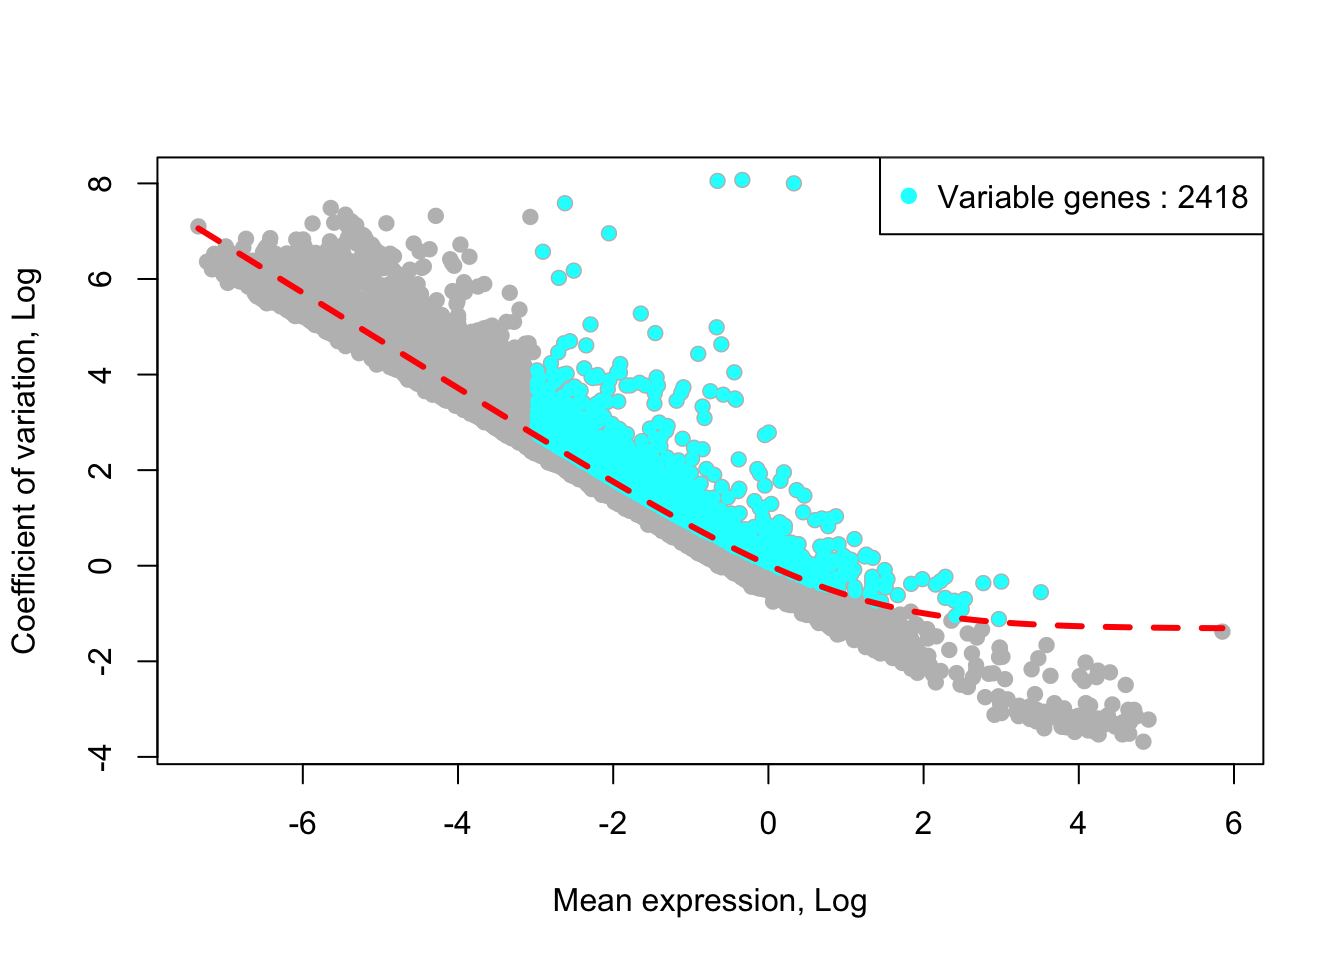 Variable genes : 2418
8
6
4
2
0
-2
-4
Coefficient of variation, Log
-6 -4 -2 0 2 4 6
Mean expression, Log